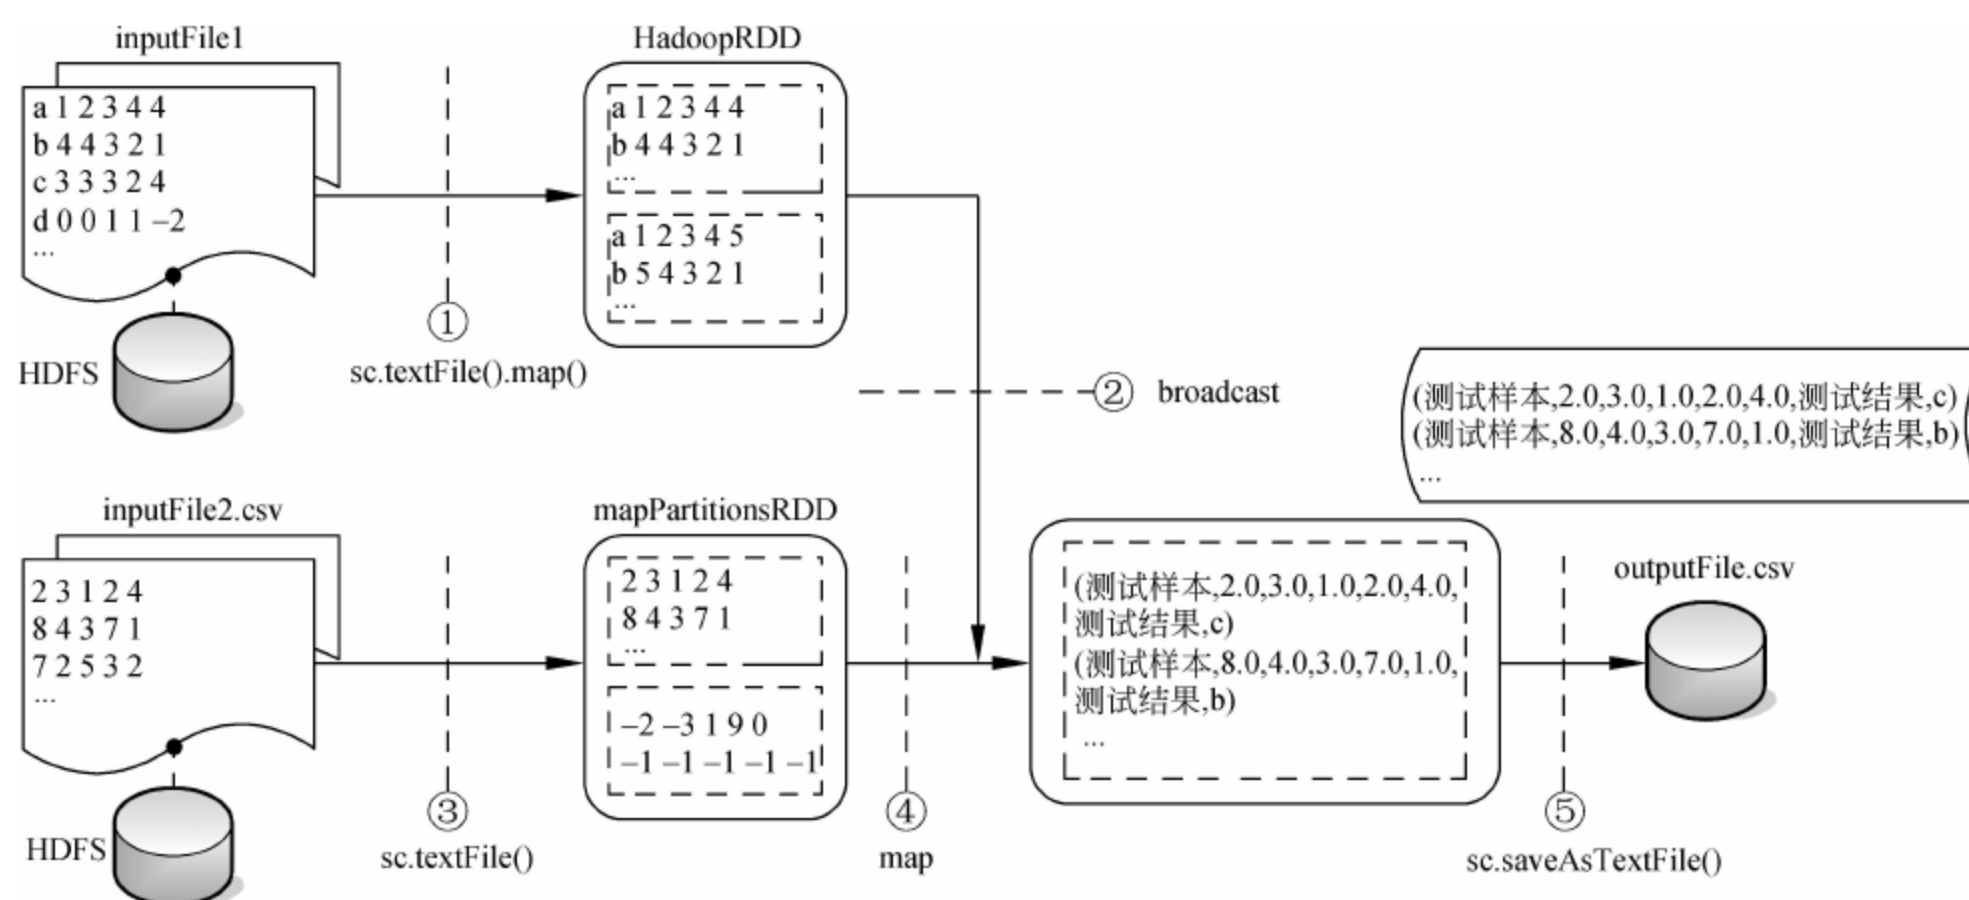 inputFile1
a 1 2 3 4 4
b 4 4 3 2 1
c 3 3 3 2 4
d 0 0 1 1 –2
...
HDFS
①
sc.textFile().map()
HadoopRDD
a 1 2 3 4 4
b 4 4 3 2 1
...
a 1 2 3 4 5
b 5 4 3 2 1
...
② broadcast
(测试样本,2.0,3.0,1.0,2.0,4.0,测试结果,c)
(测试样本,8.0,4.0,3.0,7.0,1.0,测试结果,b)
...
inputFile2.csv
2 3 1 2 4
8 4 3 7 1
7 2 5 3 2
...
HDFS
③
sc.textFile()
mapPartitionsRDD
2 3 1 2 4
8 4 3 7 1
...
–2 –3 1 9 0
–1 –1 –1 –1 –1
④
map
(测试样本,2.0,3.0,1.0,2.0,4.0,
测试结果,c)
(测试样本,8.0,4.0,3.0,7.0,1.0,
测试结果,b)
...
⑤
sc.saveAsTextFile()
outputFile.csv